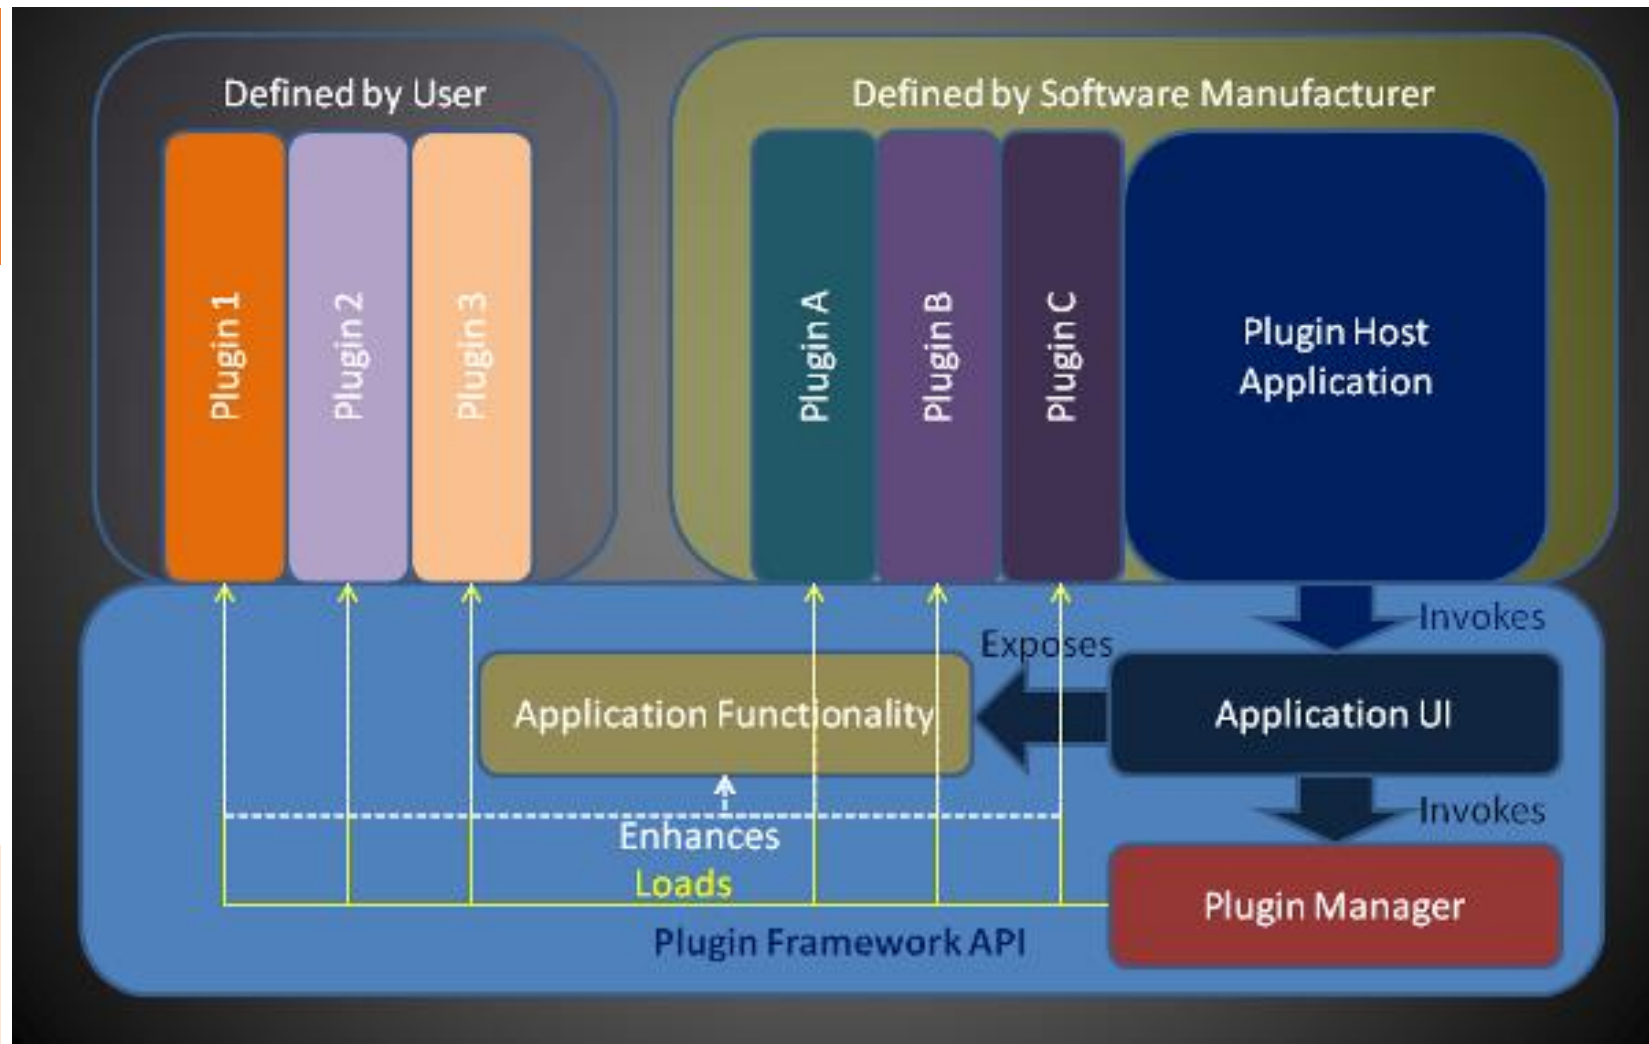 Defined by User
Defined by Software Manufacturer
Plugin 1
Plugin 2
Plugin 3
Plugin A
Plugin B
Plugin C
Plugin Host
Application
Invokes
Exposes
Application Functionality
Application UI
Invokes
Enhances
Loads
Plugin Manager
Plugin Framework API